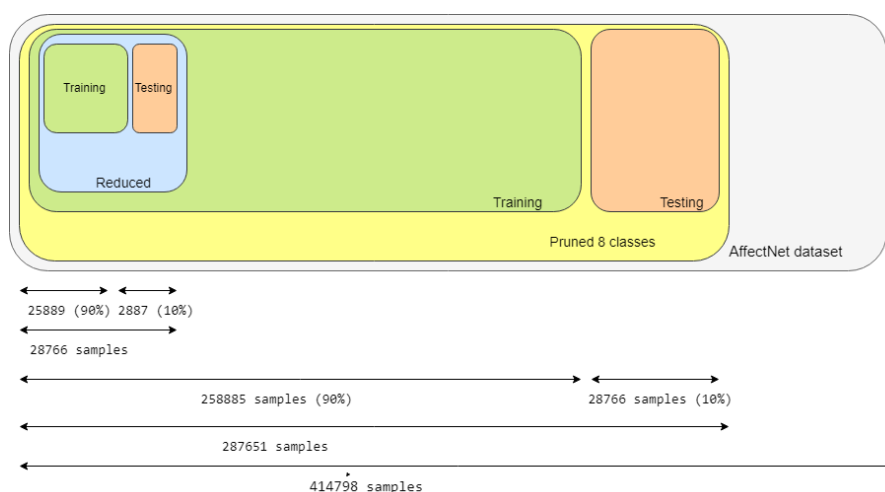 Training
Testing
Reduced
Training
Testing
Pruned 8 classes
AffectNet dataset
25889 (90%)
2887 (10%)
28766 samples
258885 samples (90%)
28766 samples (10%)
287651 samples
414798 samples